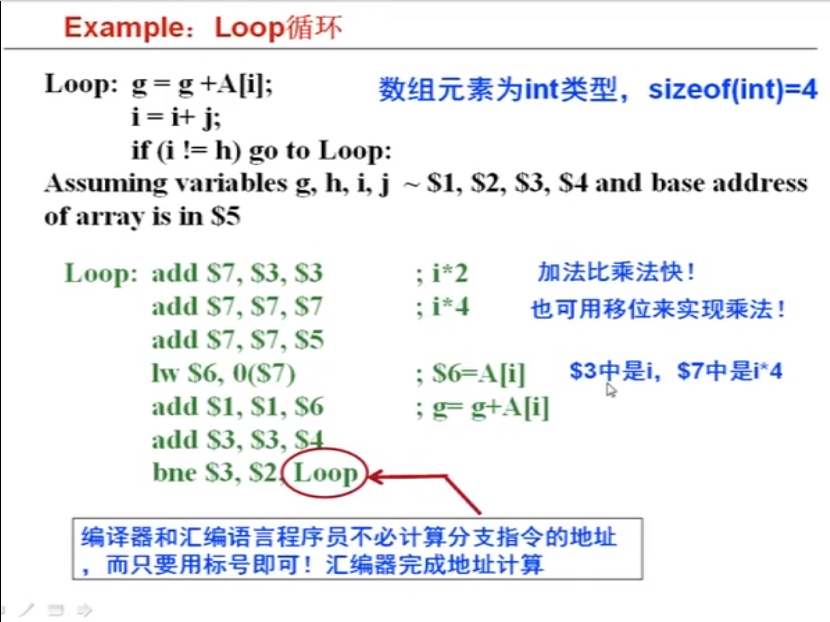 Example：Loop循环
Loop: g = g +A[i];
数组元素为int类型，sizeof(int)=4
i = i+ j;
if (i != h) go to Loop:
Assuming variables g, h, i, j ~ $1, $2, $3, $4 and base address
of array is in $5
Loop: add $7, $3, $3 ; i*2 加法比乘法快！
add $7, $7, $7 ; i*4 也可用移位来实现乘法！
add $7, $7, $5
lw $6, 0($7) ; $6=A[i] $3中是i，$7中是i*4
add $1, $1, $6 ; g= g+A[i]
add $3, $3, $4
bne $3, $2, Loop
编译器和汇编语言程序员不必计算分支指令的地址
，而只要用标号即可！汇编器完成地址计算